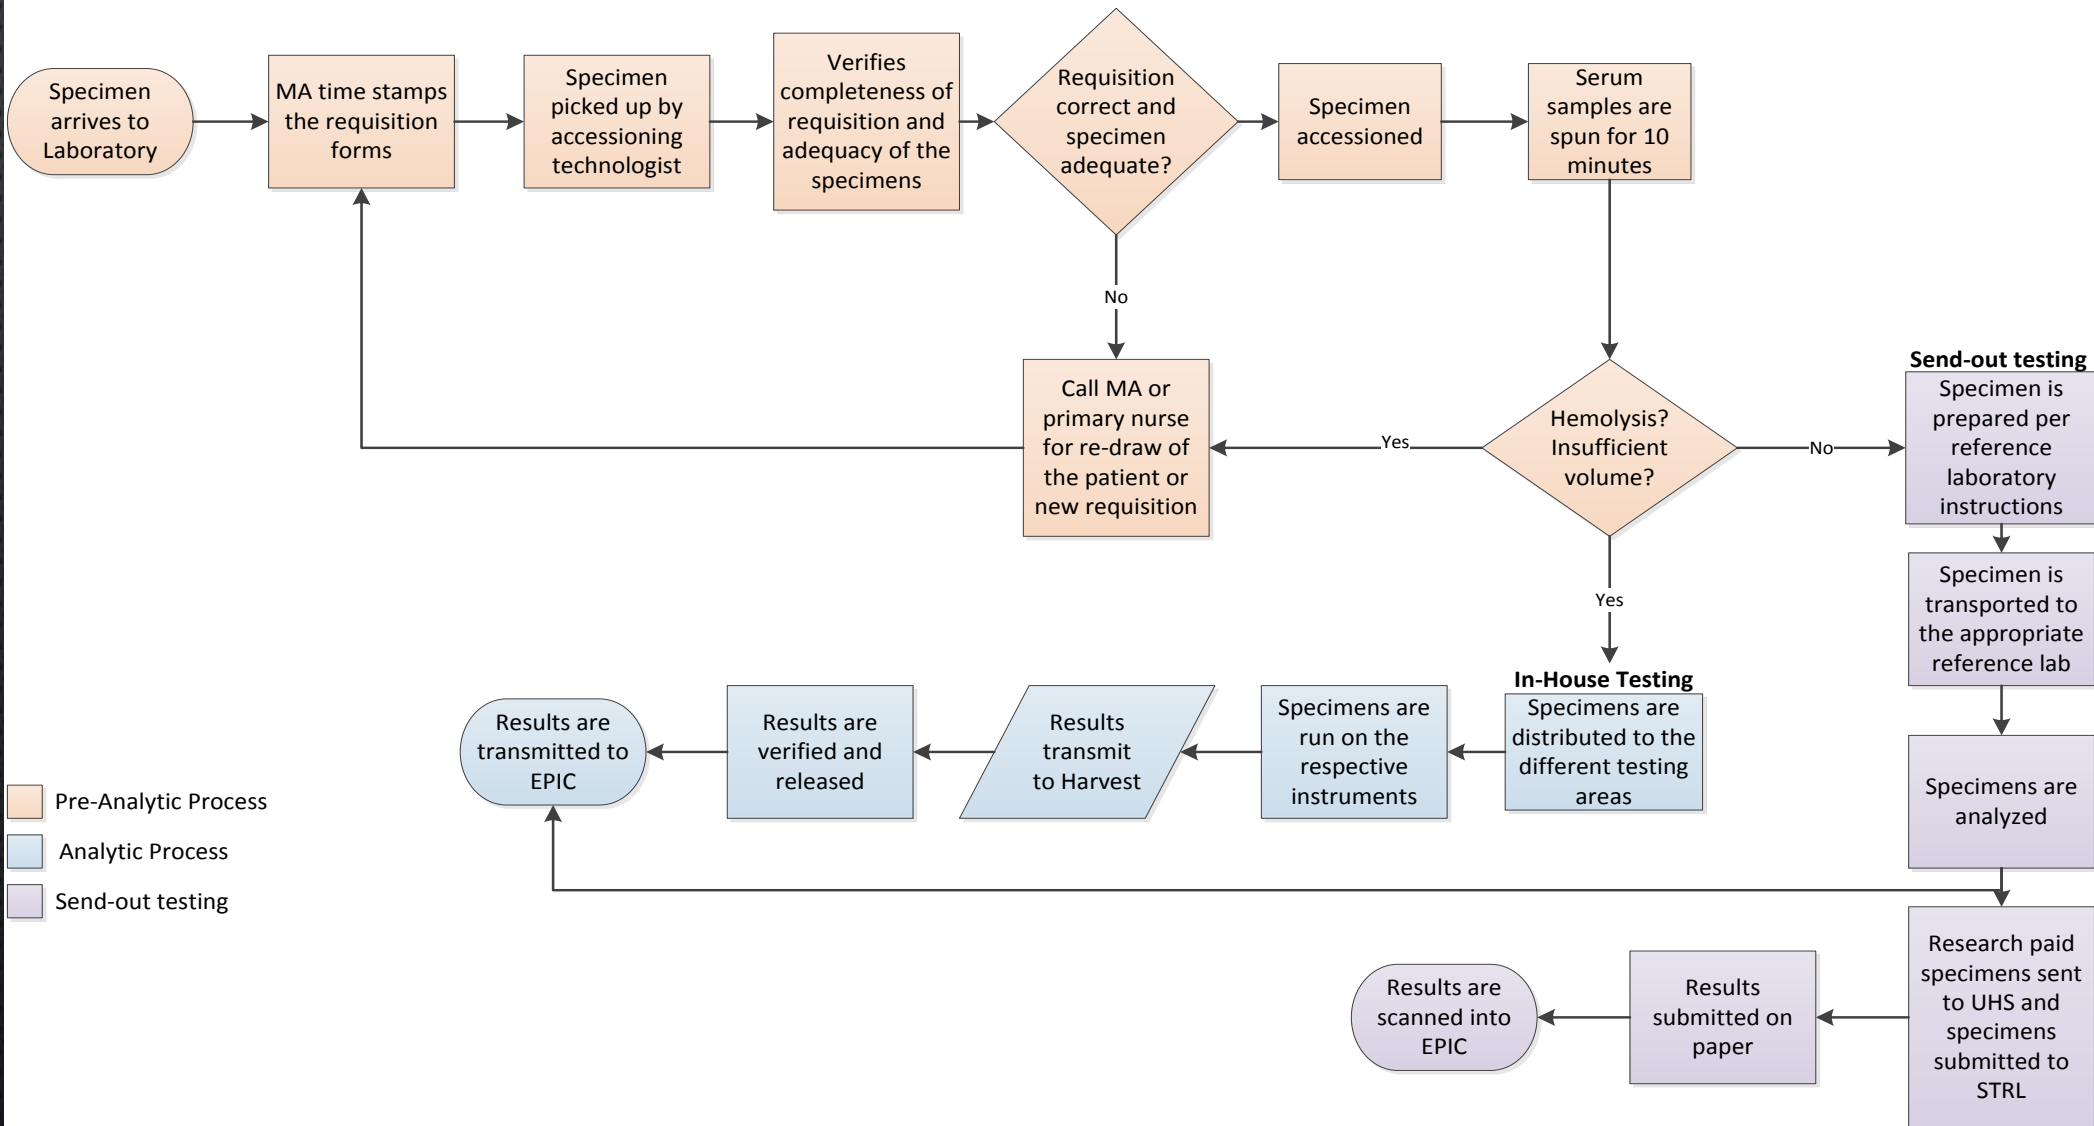 Specimen
arrives to
Laboratory
MA time stamps
the requisition
forms
Specimen
picked up by
accessioning
technologist
Verifies
completeness of
requisition and
adequacy of the
specimens
Requisition
correct and
specimen
adequate?
Specimen
accessioned
Serum
samples are
spun for 10
minutes
No
Call MA or
primary nurse
for re-draw of
the patient or
new requisition
Yes
Hemolysis?
Insufficient
volume?
No
Send-out testing
Specimen is
prepared per
reference
laboratory
instructions
Yes
Specimen is
transported to
the appropriate
reference lab
In-House Testing
Specimens are
distributed to the
different testing
areas
Specimens are
run on the
respective
instruments
Results
transmit
to Harvest
Results are
verified and
released
Results are
transmitted to
EPIC
Specimens are
analyzed
Pre-Analytic Process
Analytic Process
Send-out testing
Research paid
specimens sent
to UHS and
specimens
submitted to
STRL
Results
submitted on
paper
Results are
scanned into
EPIC